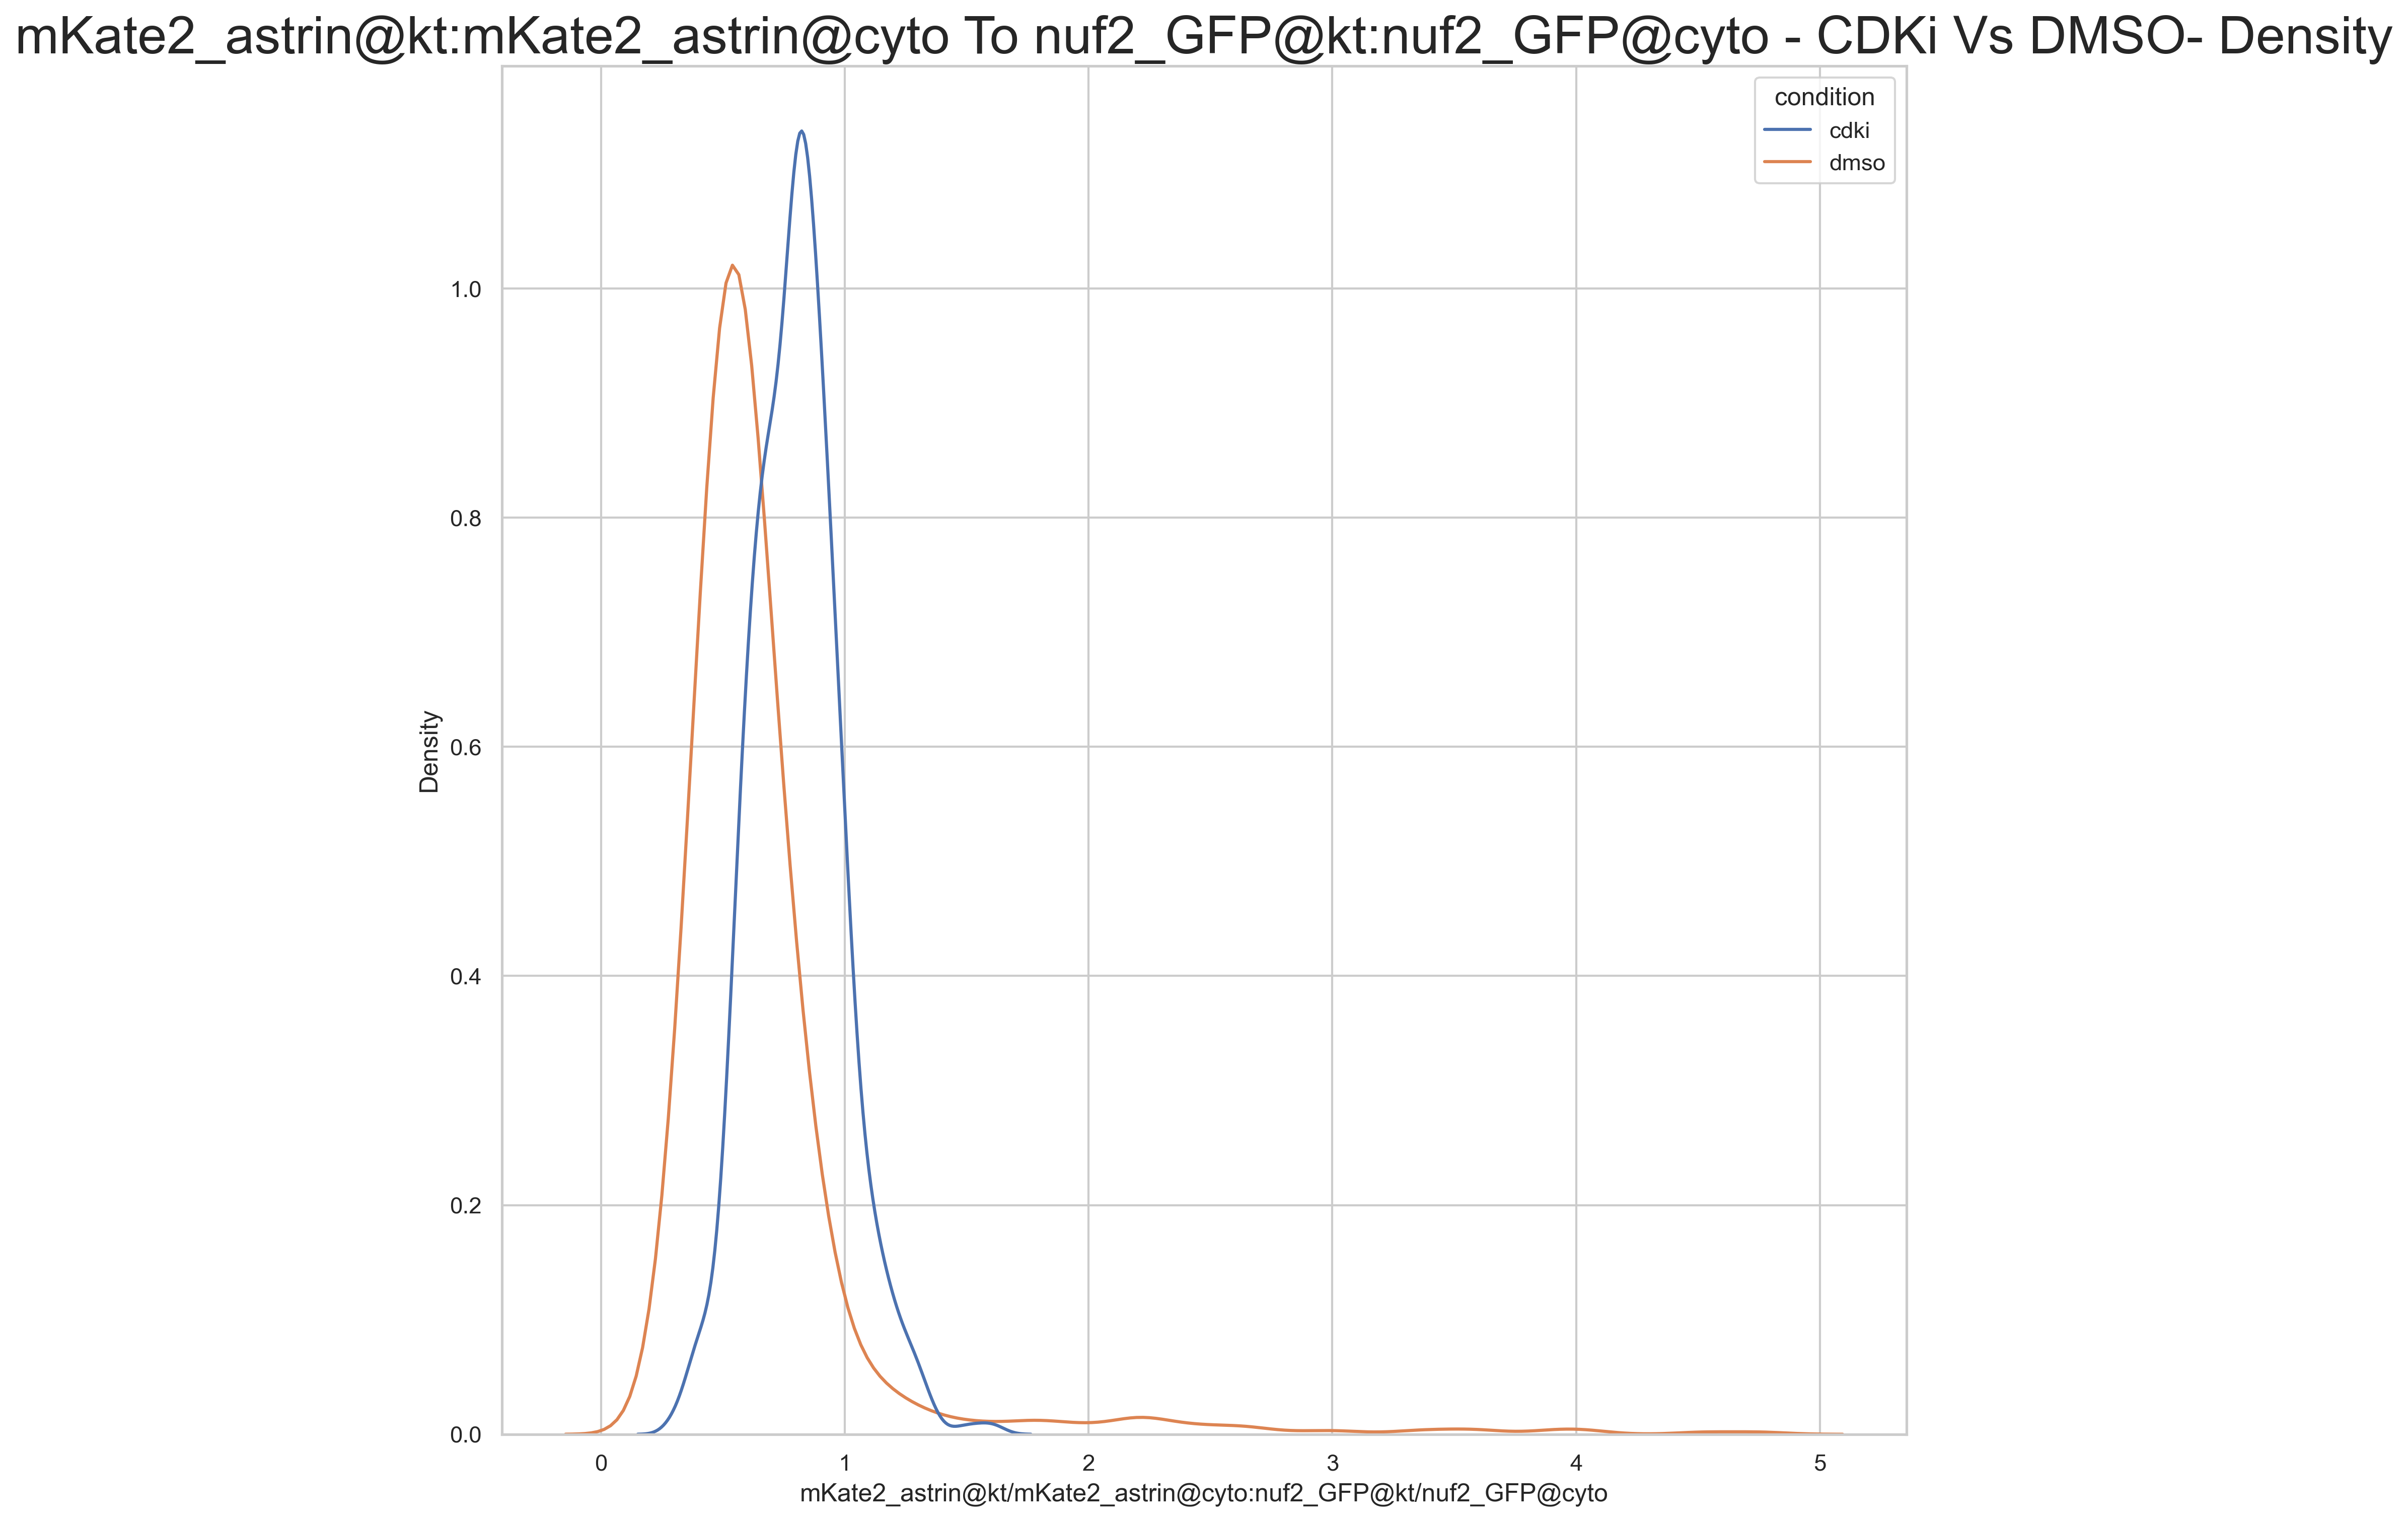 mKate2_astrin@kt:mKate2_astrin@cyto To nuf2_GFP@kt:nuf2_GFP@cyto - CDKi Vs DMSO- Density
condition
cdki
dmso
Density
1.0
0.8
0.6
0.4
0.2
0.0
0 1 2 3 4 5
mKate2_astrin@kt/mKate2_astrin@cyto:nuf2_GFP@kt/nuf2_GFP@cyto